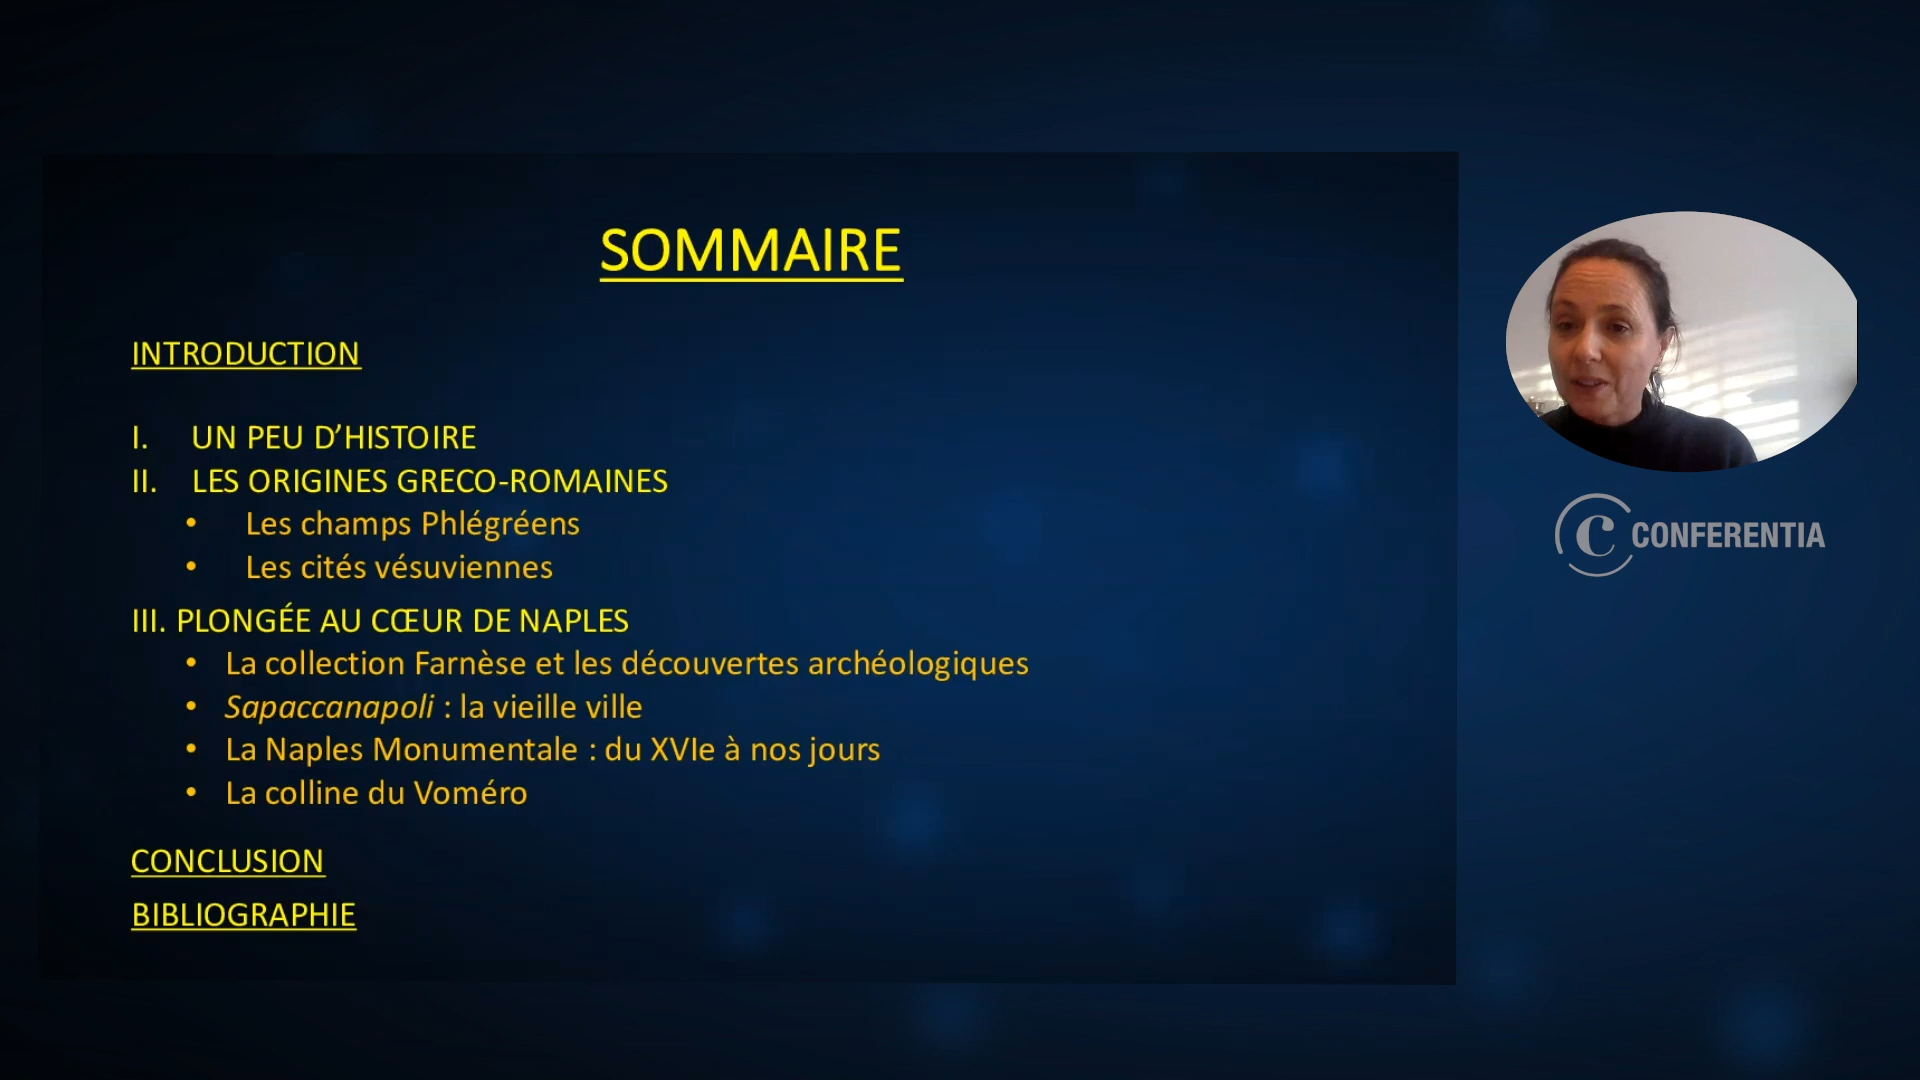 SOMMAIRE
INTRODUCTION
I. UN PEU D’HISTOIRE
II. LES ORIGINES GRECO-ROMAINES
• Les champs Phlégréens
• Les cités vésuviennes
III. PLONGÉE AU CŒUR DE NAPLES
• La collection Farnèse et les découvertes archéologiques
• Sapaccanapoli : la vieille ville
• La Naples Monumentale : du XVIe à nos jours
• La colline du Voméro
CONCLUSION
BIBLIOGRAPHIE
C CONFERENTIA